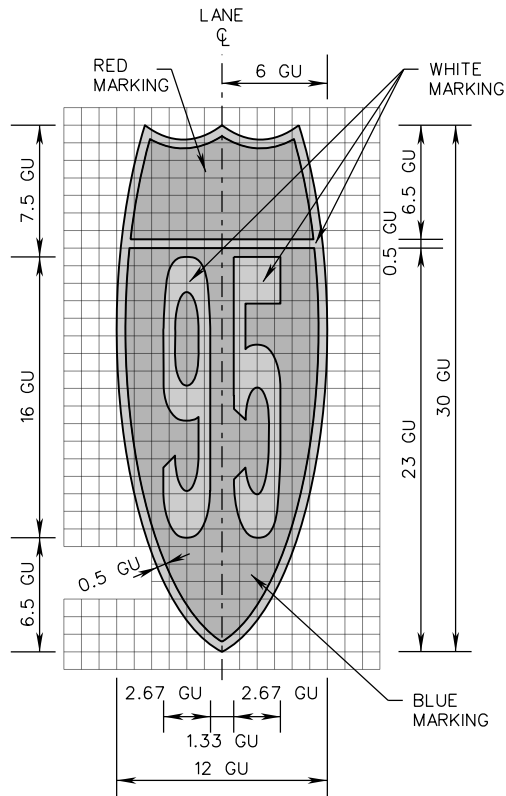 LANE
℄
6 GU
RED
MARKING
WHITE
MARKING
7.5 GU
6.5 GU
0.5 GU
95
16 GU
30 GU
23 GU
6.5 GU
0.5 GU
2.67 GU
2.67 GU
1.33 GU
12 GU
BLUE
MARKING